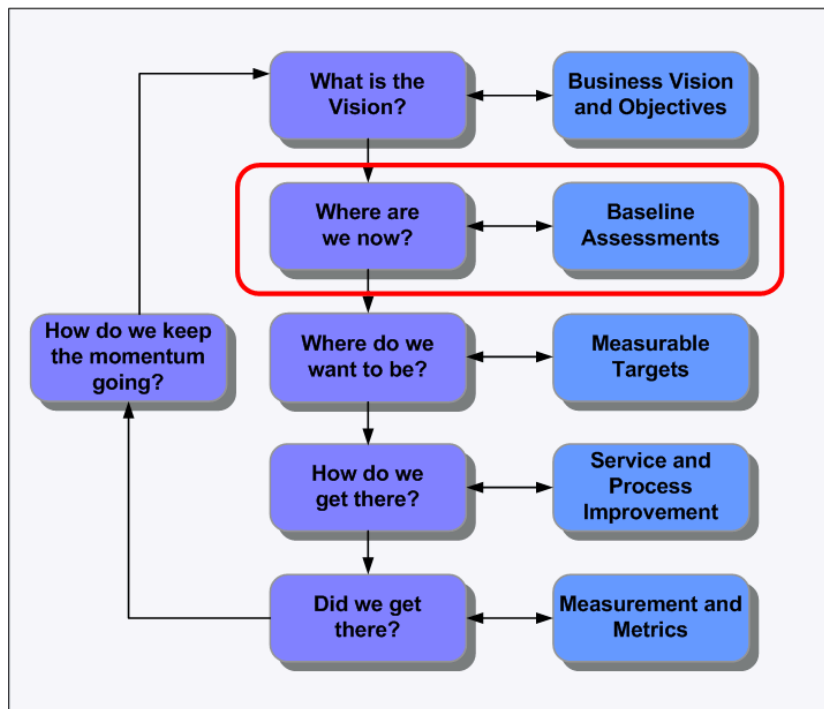 What is the
Vision?
Business Vision
and Objectives
Where are
we now?
Baseline
Assessments
How do we keep
the momentum
going?
Where do we
want to be?
Measurable
Targets
How do we
get there?
Service and
Process
Improvement
Did we get
there?
Measurement and
Metrics